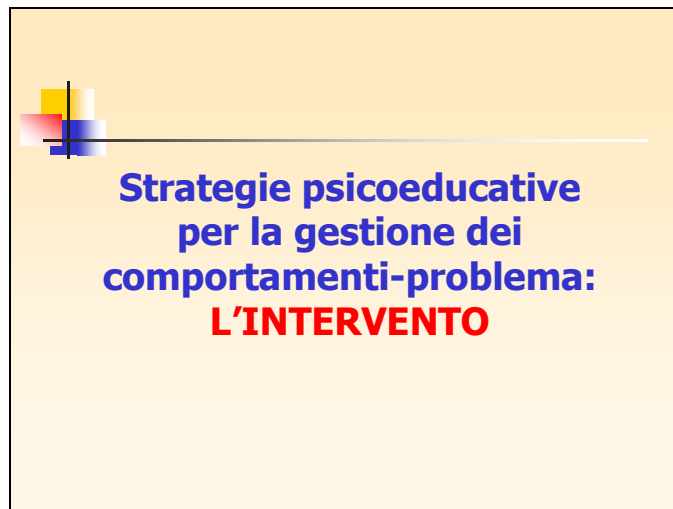 Strategie psicoeducative
per la gestione dei
comportamenti-problema:
L’INTERVENTO